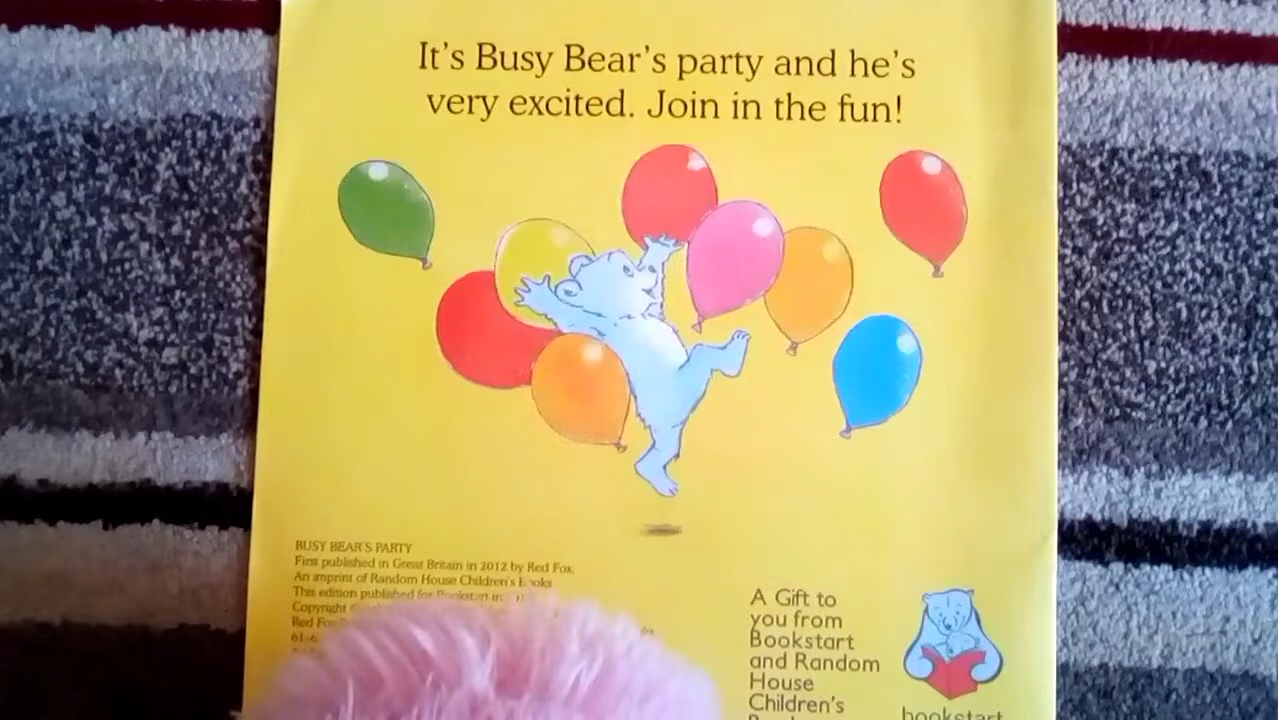 It's Busy Bear's party and he's
very excited. Join in the fun!
BUSY BEAR'S PARTY
First published in Great Britain in 2012 by Red Fox,
An imprint of Random House Children's Books
This edition published for Bookstart in
Copyright
Red Fox
61-6
A Gift to
you from
Bookstart
and Random
House
Children's
bookstart